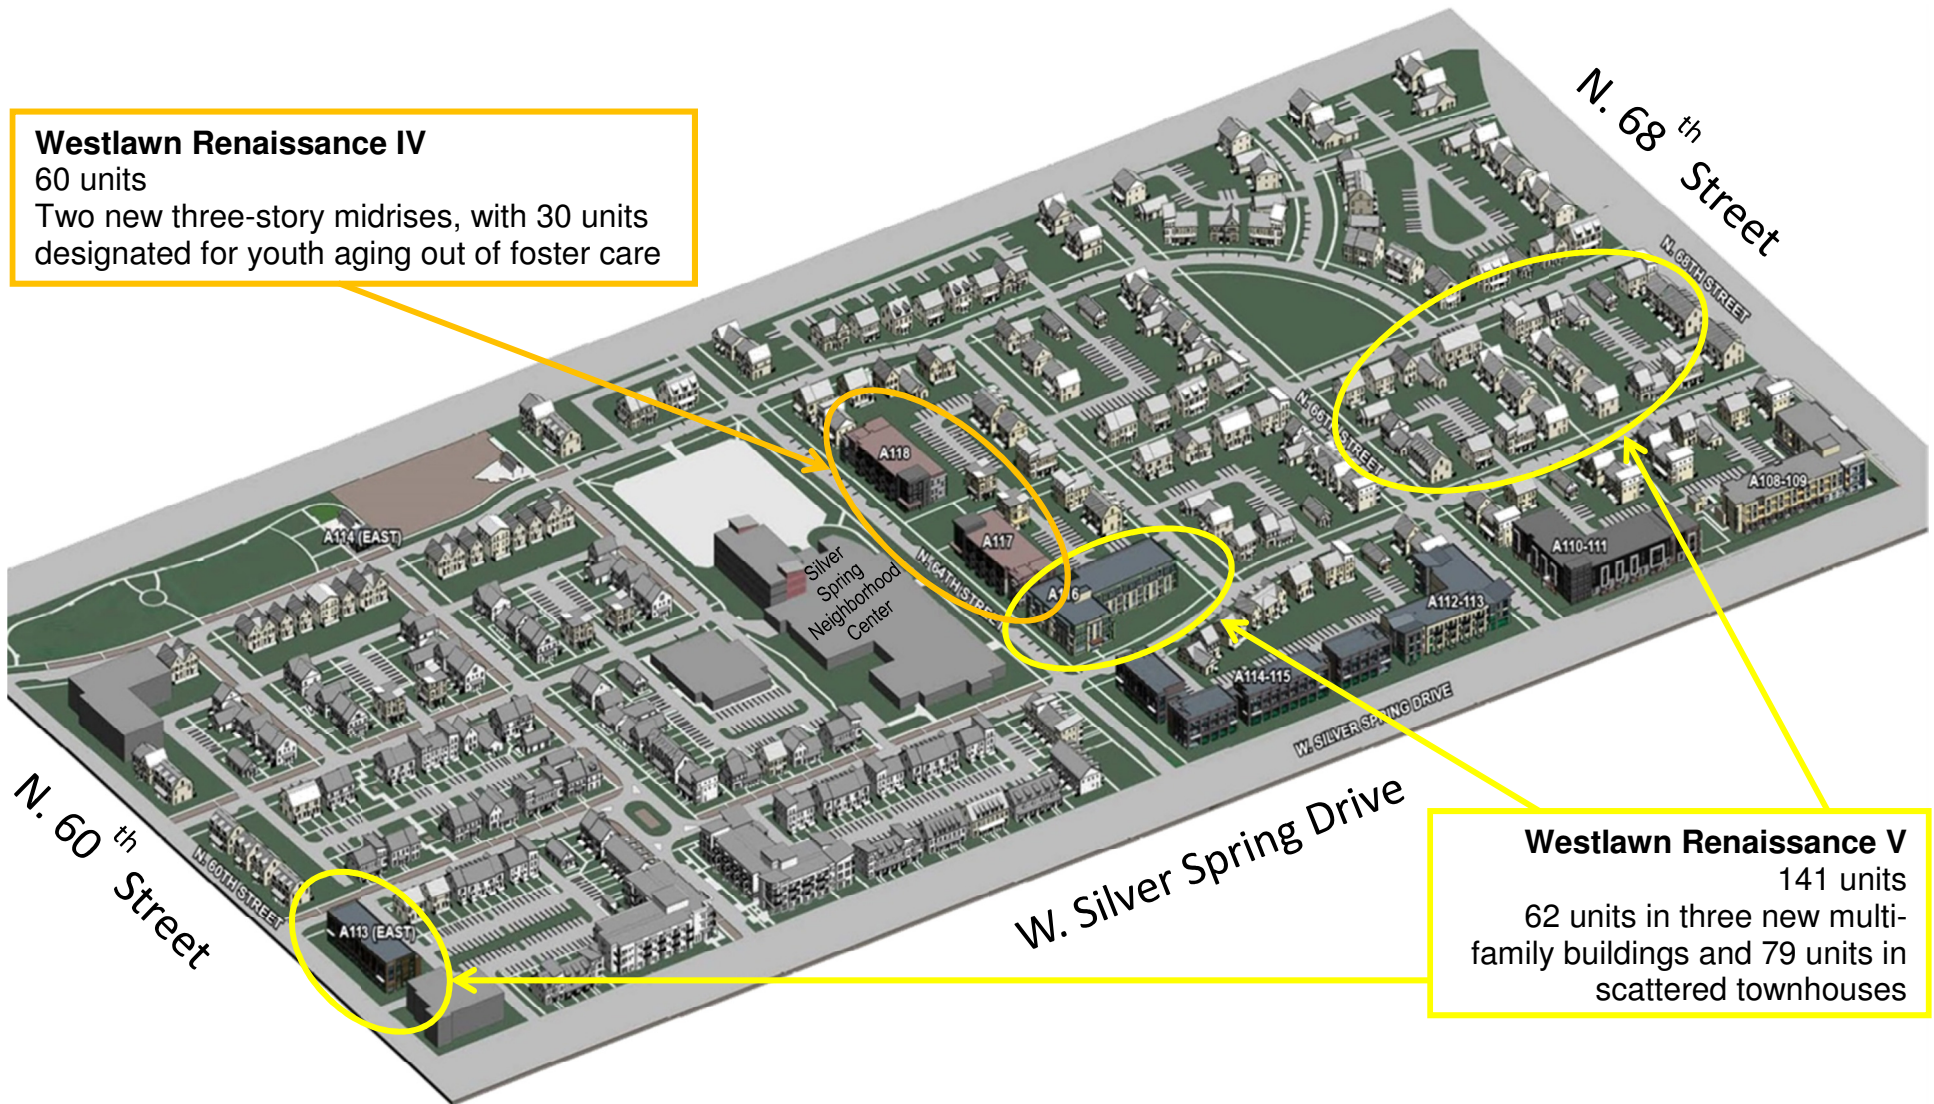 Westlawn Renaissance IV
60 units
Two new three-story midrises, with 30 units
designated for youth aging out of foster care
N. 68 th Street
N. 68TH STREET
N. 66TH STREET
A118
A117
A116
A108-109
A110-111
A112-113
A114-115
A114 (EAST)
N. 64TH STREET
Silver
Spring
Neighborhood
Center
W. SILVER SPRING DRIVE
W. Silver Spring Drive
N. 60 th Street
N. 60TH STREET
A113 (EAST)
Westlawn Renaissance V
141 units
62 units in three new multi-
family buildings and 79 units in
scattered townhouses